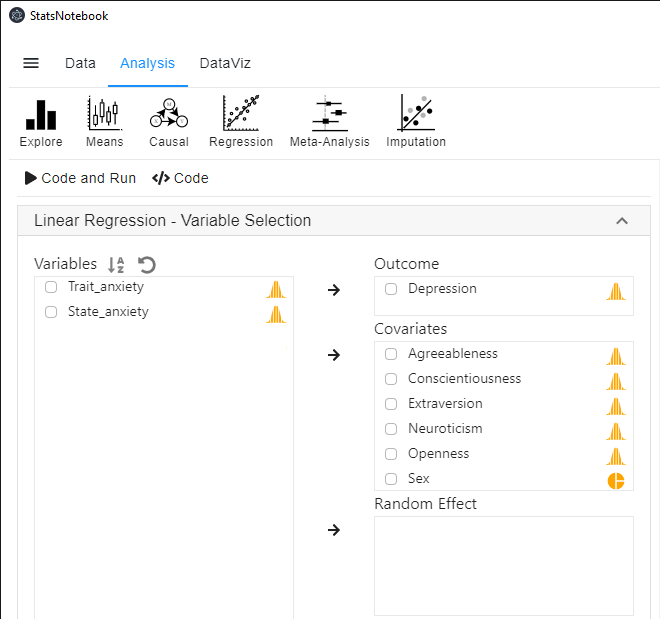 StatsNotebook
Data Analysis DataViz
Explore Means Causal Regression Meta-Analysis Imputation
Code and Run </> Code
Linear Regression - Variable Selection
Variables
Trait_anxiety
State_anxiety
Outcome
Depression
Covariates
Agreeableness
Conscientiousness
Extraversion
Neuroticism
Openness
Sex
Random Effect